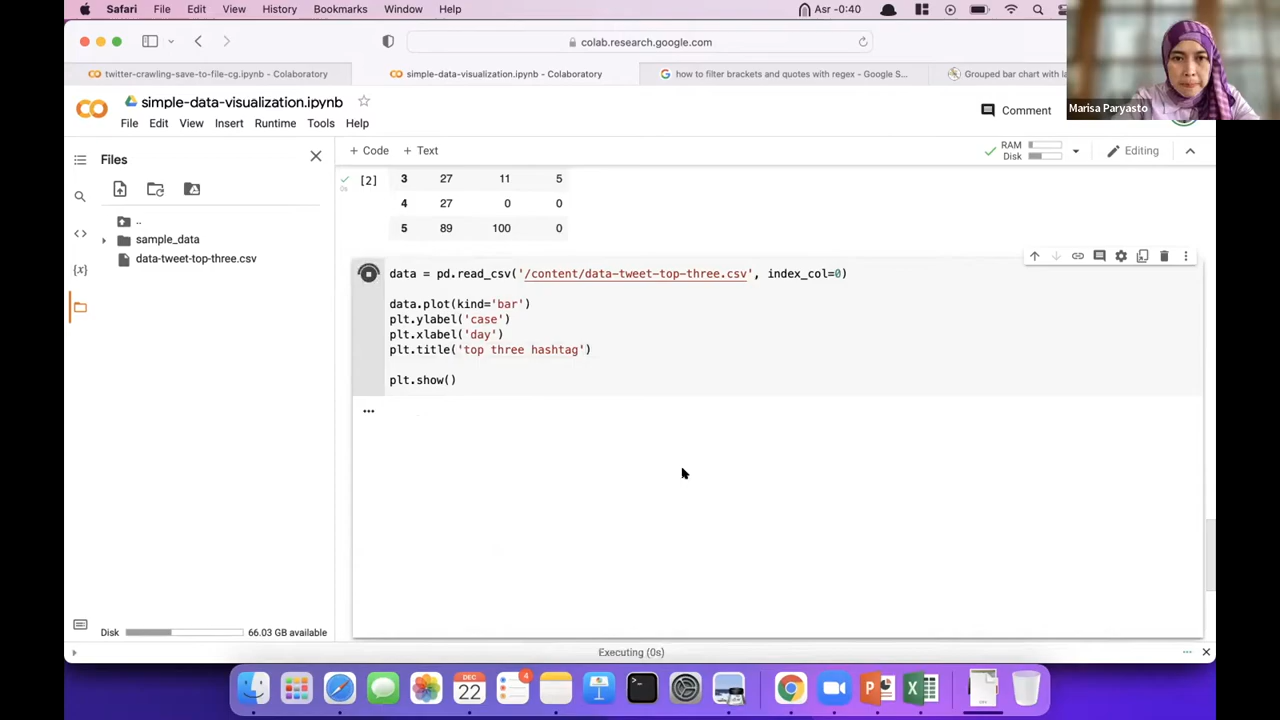 Safari File Edit View History Bookmarks Window Help Asr -0:40
colab.research.google.com
twitter-crawling-save-to-file-cg.ipynb - Colaboratory simple-data-visualization.ipynb - Colaboratory how to filter brackets and quotes with regex - Google S... Grouped bar chart with la
Marisa Paryasto
CO simple-data-visualization.ipynb
Comment
File Edit View Insert Runtime Tools Help
Files
+ Code + Text
RAM
Disk
Editing
[2] 3 27 11 5
4 27 0 0
5 89 100 0
..
sample_data
data-tweet-top-three.csv
{x}
data = pd.read_csv('/content/data-tweet-top-three.csv', index_col=0)
data.plot(kind='bar')
plt.ylabel('case')
plt.xlabel('day')
plt.title('top three hashtag')
plt.show()
Disk 66.03 GB available
Executing (0s)
DEC
22
4